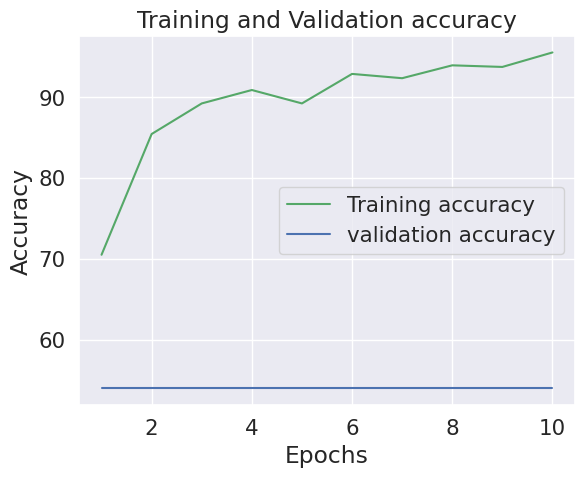 Training and Validation accuracy
Accuracy
90
80
70
60
Training accuracy
validation accuracy
2
4
6
8
10
Epochs